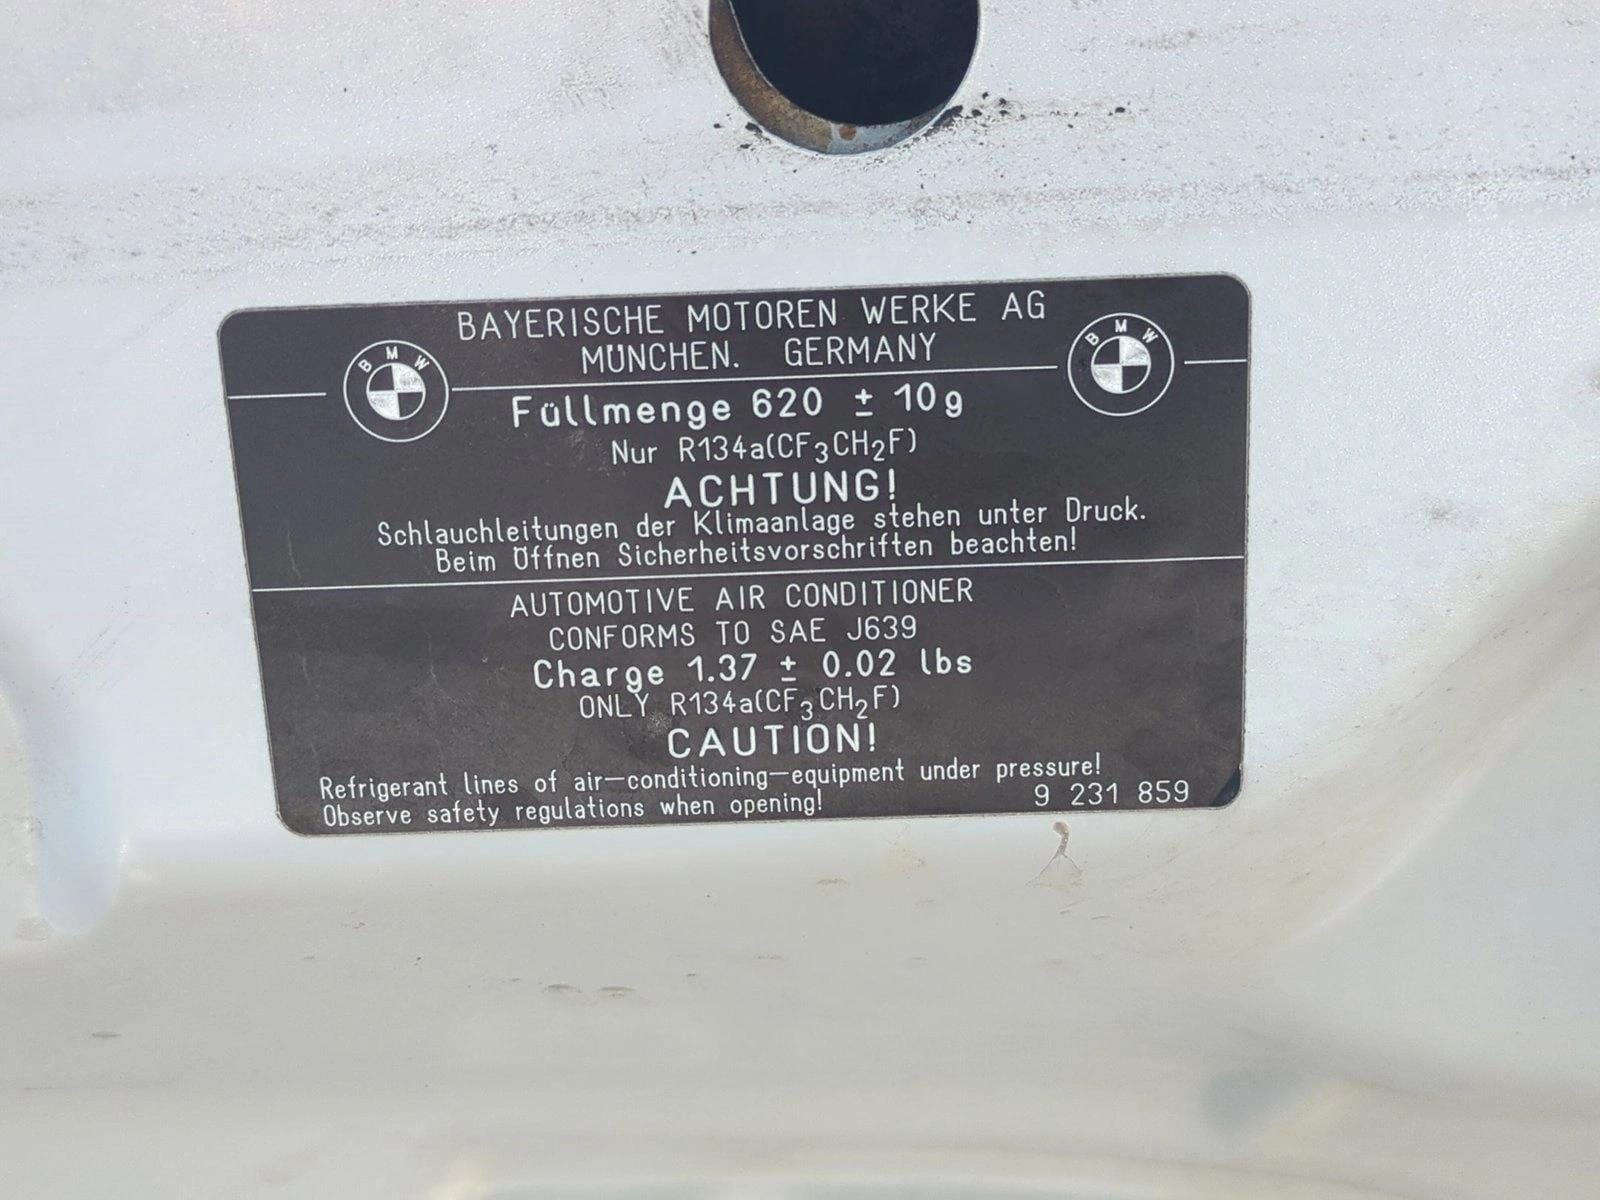 BAYERISCHE MOTOREN WERKE AG
MÜNCHEN. GERMANY
BMW
BMW
Füllmenge 620 ± 10g
Nur R134a(CF₃CH₂F)
ACHTUNG!
Schlauchleitungen der Klimaanlage stehen unter Druck.
Beim Öffnen Sicherheitsvorschriften beachten!
AUTOMOTIVE AIR CONDITIONER
CONFORMS TO SAE J639
Charge 1.37 ± 0.02 lbs
ONLY R134a(CF₃CH₂F)
CAUTION!
Refrigerant lines of air–conditioning–equipment under pressure!
Observe safety regulations when opening!
9 231 859